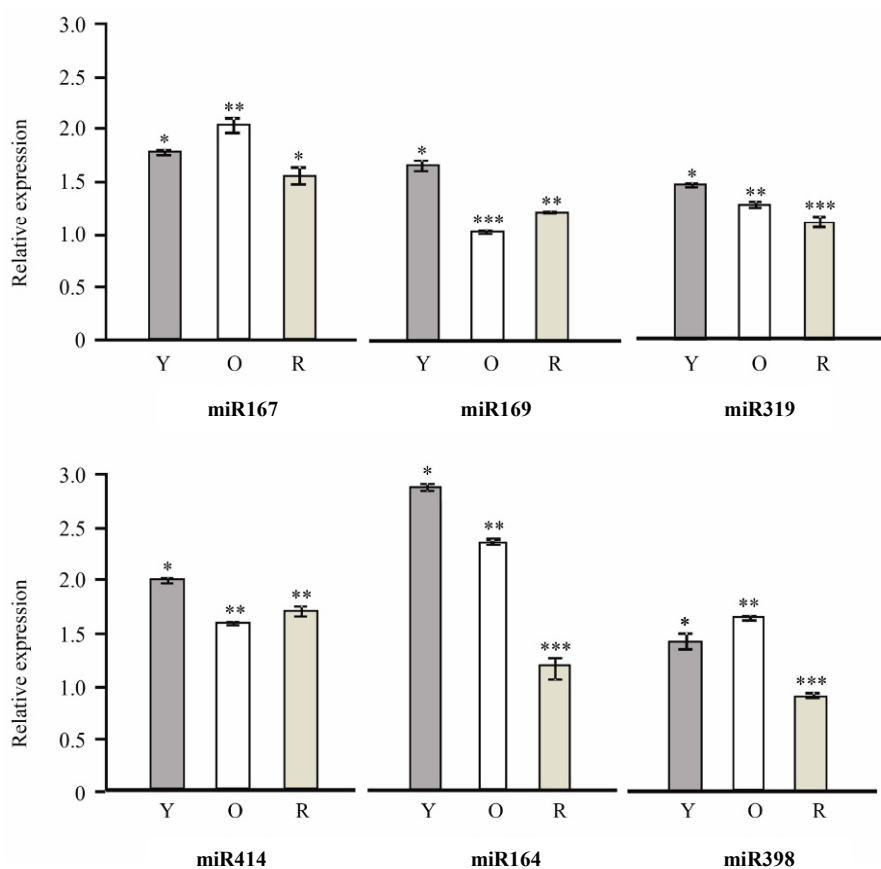 3.0
2.5
2.0
1.5
1.0
0.5
0
Relative expression
* ** * * *** ** * ** ***
Y O R Y O R Y O R
miR167 miR169 miR319
3.0
2.5
2.0
1.5
1.0
0.5
0
Relative expression
* ** ** * ** *** * ** ***
Y O R Y O R Y O R
miR414 miR164 miR398